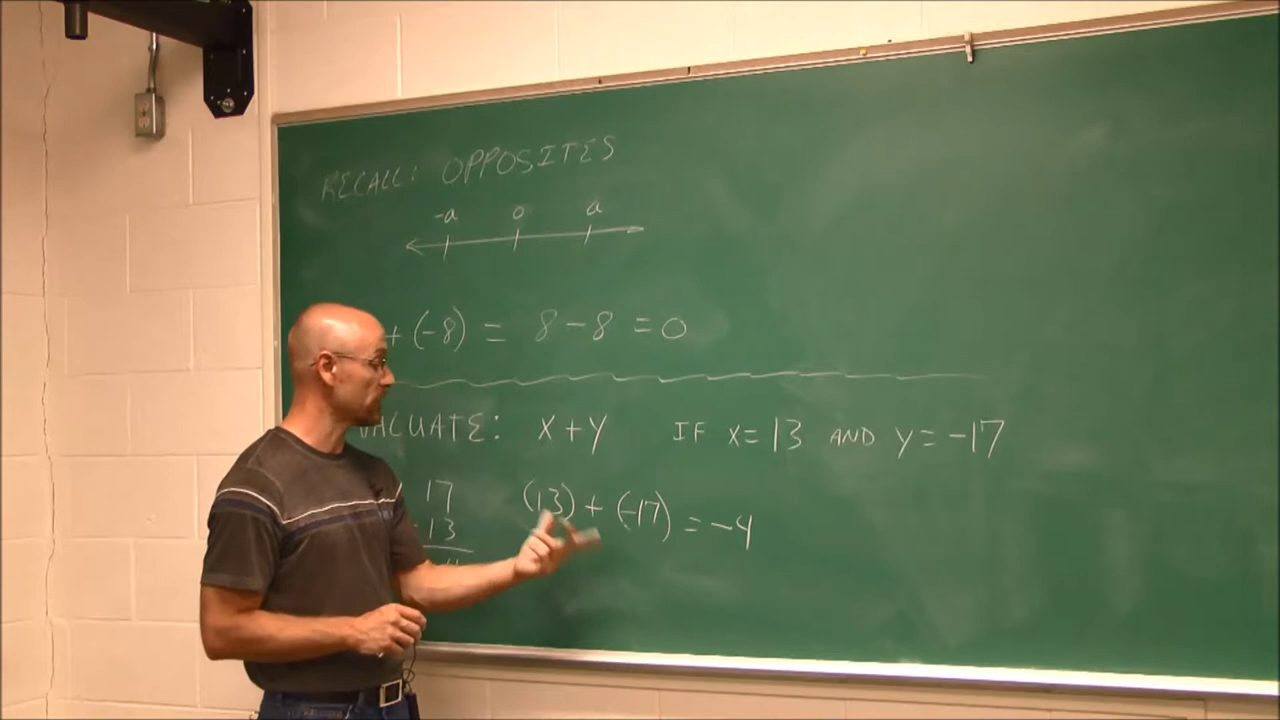 RECALL: OPPOSITES
-a 0 a
+ (-8) = 8 - 8 = 0
VALUATE: x + y IF x = 13 AND y = -17
17 (13) + (-17) = -4
- 13